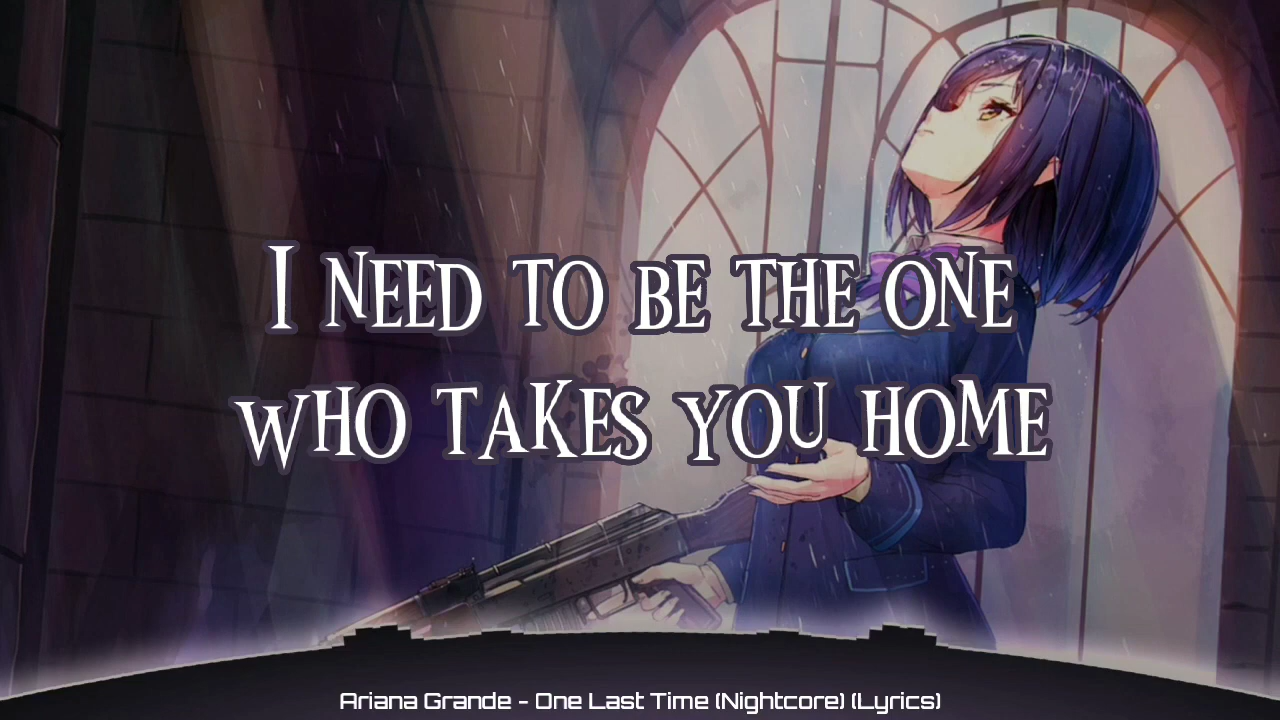 I NEED TO BE THE ONE
WHO TAKES YOU HOME
Ariana Grande - One Last Time (Nightcore) (Lyrics)